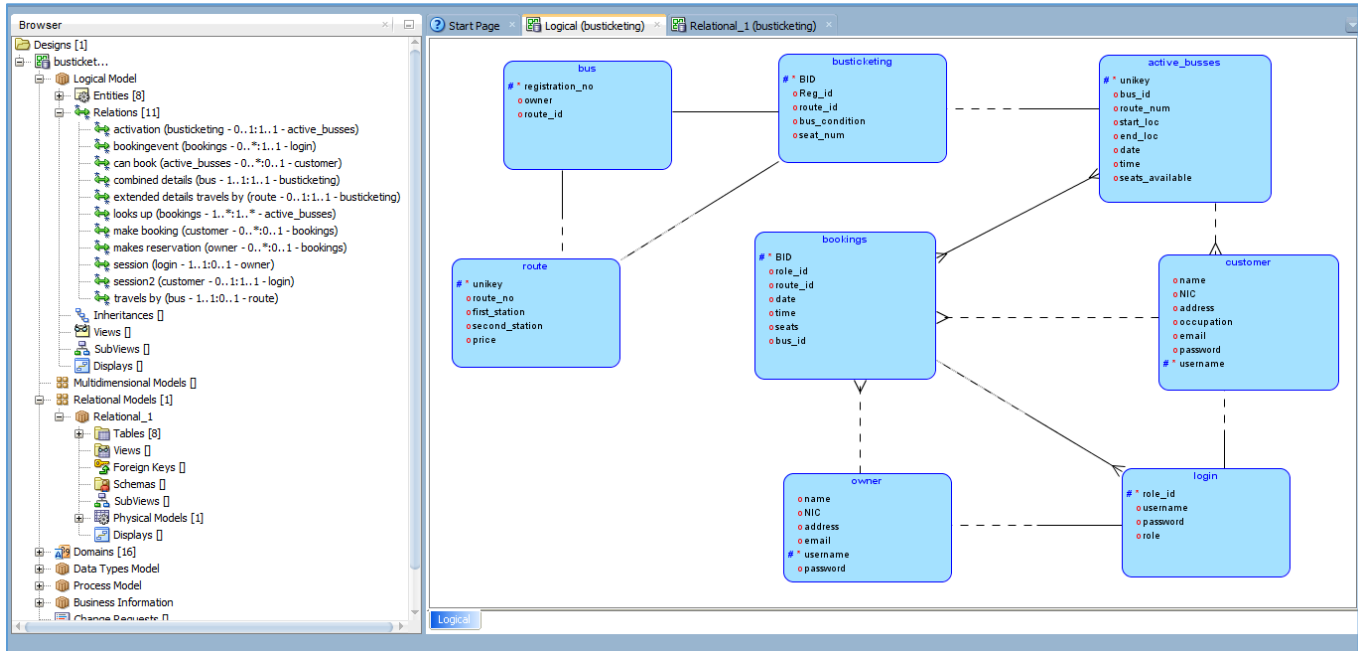 Browser
Designs [1]
busticket...
Logical Model
Entities [8]
Relations [11]
activation (busticketing - 0..1:1..1 - active_busses)
bookingevent (bookings - 0..*:1..1 - login)
can book (active_busses - 0..*:0..1 - customer)
combined details (bus - 1..1:1..1 - busticketing)
extended details travels by (route - 0..1:1..1 - busticketing)
looks up (bookings - 1..*:1..* - active_busses)
make booking (customer - 0..*:0..1 - bookings)
makes reservation (owner - 0..*:0..1 - bookings)
session (login - 1..1:0..1 - owner)
session2 (customer - 0..1:1..1 - login)
travels by (bus - 1..1:0..1 - route)
Inheritances []
Views []
SubViews []
Displays []
Multidimensional Models []
Relational Models [1]
Relational_1
Tables [8]
Views []
Foreign Keys []
Schemas []
SubViews []
Physical Models [1]
Displays []
Domains [16]
Data Types Model
Process Model
Business Information
Change Requests []
Start Page
Logical (busticketing)
Relational_1 (busticketing)
bus
# * registration_no
o owner
o route_id
busticketing
# * BID
o Reg_id
o route_id
o bus_condition
o seat_num
active_busses
# * unikey
o bus_id
o route_num
o start_loc
o end_loc
o date
o time
o seats_available
route
# * unikey
o route_no
o first_station
o second_station
o price
bookings
# * BID
o role_id
o route_id
o date
o time
o seats
o bus_id
customer
o name
o NIC
o address
o occupation
o email
o password
# * username
owner
o name
o NIC
o address
o email
# * username
o password
login
# * role_id
o username
o password
o role
Logical